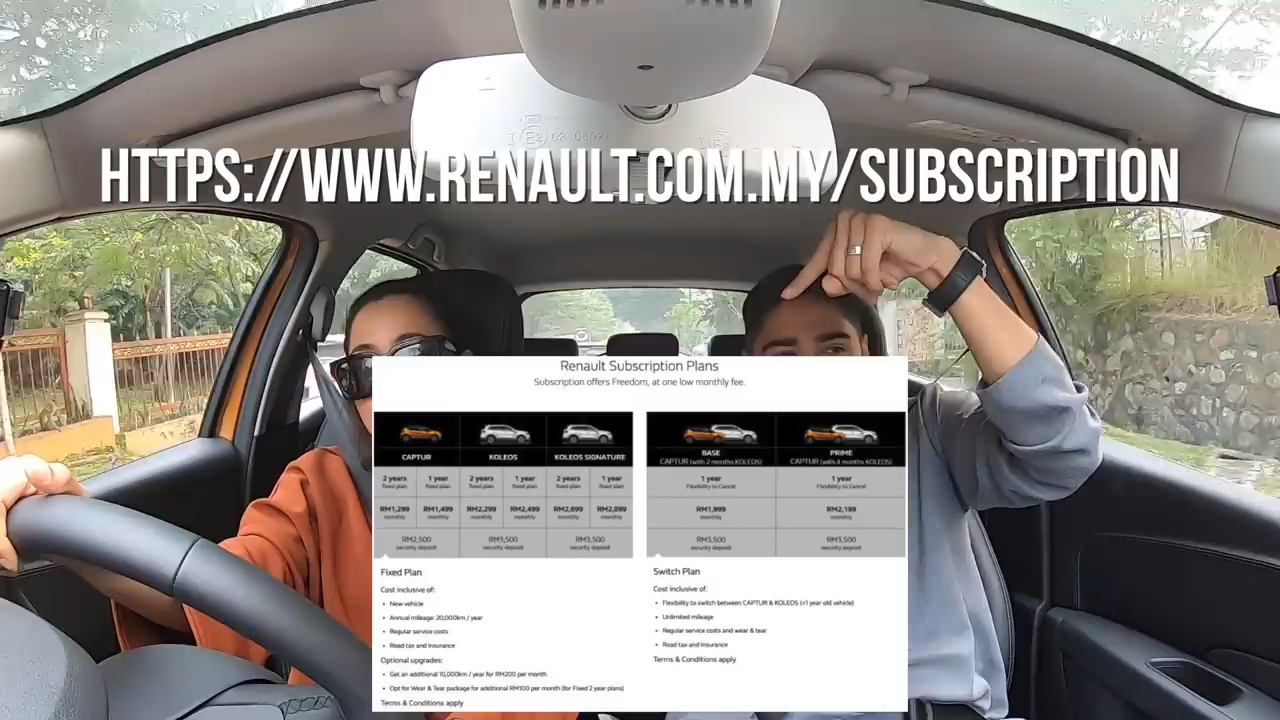 HTTPS://WWW.RENAULT.COM.MY/SUBSCRIPTION
Renault Subscription Plans
Subscription offers Freedom, at one low monthly fee.
CAPTUR KOLEOS KOLEOS SIGNATURE
2 years 1 year 2 years 1 year 2 years 1 year
fixed plan fixed plan fixed plan fixed plan fixed plan fixed plan
RM1,299 RM1,499 RM2,299 RM2,499 RM2,699 RM2,899
monthly monthly monthly monthly monthly monthly
RM2,500 RM3,500 RM3,500
security deposit security deposit security deposit
BASE PRIME
CAPTUR (with 2 months KOLEOS) CAPTUR (with 4 months KOLEOS)
1 year 1 year
Flexibility to Cancel Flexibility to Cancel
RM1,999 RM2,199
monthly monthly
RM3,500 RM3,500
security deposit security deposit
Fixed Plan
Cost inclusive of:
• New vehicle
• Annual mileage: 20,000km / year
• Regular service costs
• Road tax and insurance
Optional upgrades:
• Get an additional 10,000km / year for RM200 per month
• Opt for Wear & Tear package for additional RM100 per month (for Fixed 2 year plans)
Terms & Conditions apply
Switch Plan
Cost inclusive of:
• Flexibility to switch between CAPTUR & KOLEOS (<1 year old vehicle)
• Unlimited mileage
• Regular service costs and wear & tear
• Road tax and insurance
Terms & Conditions apply